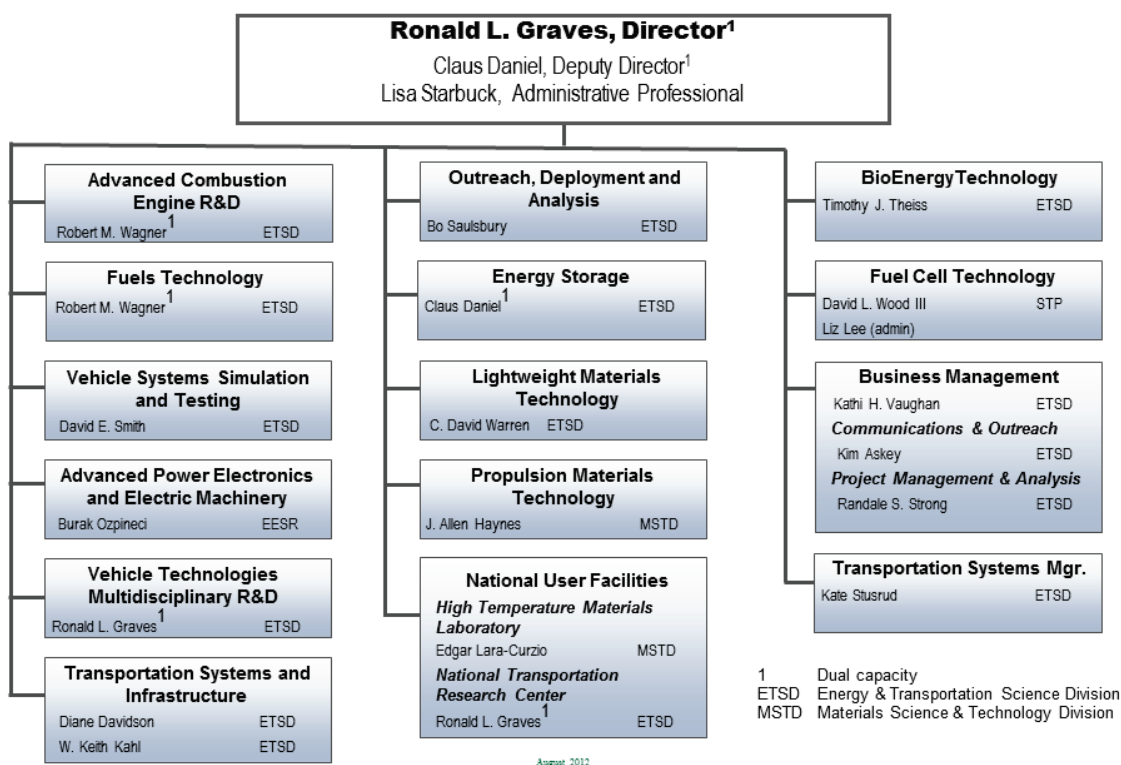 Ronald L. Graves, Director1
Claus Daniel, Deputy Director1
Lisa Starbuck, Administrative Professional
Advanced Combustion
Engine R&D
Robert M. Wagner1 ETSD
Fuels Technology
Robert M. Wagner1 ETSD
Vehicle Systems Simulation
and Testing
David E. Smith ETSD
Advanced Power Electronics
and Electric Machinery
Burak Ozpineci EESR
Vehicle Technologies
Multidisciplinary R&D
Ronald L. Graves1 ETSD
Transportation Systems and
Infrastructure
Diane Davidson ETSD
W. Keith Kahl ETSD
Outreach, Deployment and
Analysis
Bo Saulsbury ETSD
Energy Storage
Claus Daniel1 ETSD
Lightweight Materials
Technology
C. David Warren ETSD
Propulsion Materials
Technology
J. Allen Haynes MSTD
National User Facilities
High Temperature Materials
Laboratory
Edgar Lara-Curzio MSTD
National Transportation
Research Center
Ronald L. Graves1 ETSD
BioEnergy Technology
Timothy J. Theiss ETSD
Fuel Cell Technology
David L. Wood III STP
Liz Lee (admin)
Business Management
Kathi H. Vaughan ETSD
Communications & Outreach
Kim Askey ETSD
Project Management & Analysis
Randale S. Strong ETSD
Transportation Systems Mgr.
Kate Stusrud ETSD
1 Dual capacity
ETSD Energy & Transportation Science Division
MSTD Materials Science & Technology Division
August 2012